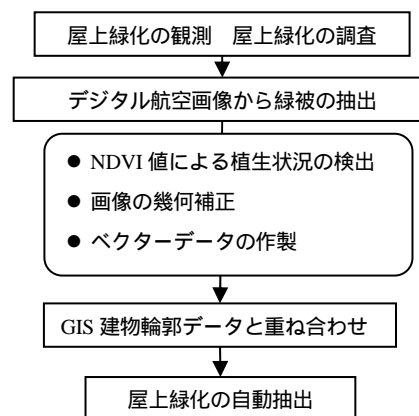 屋上緑化の観測　屋上緑化の調査
デジタル航空画像から緑被の抽出
● NDVI 値による植生状況の検出
● 画像の幾何補正
● ベクターデータの作製
GIS 建物輪郭データと重ね合わせ
屋上緑化の自動抽出